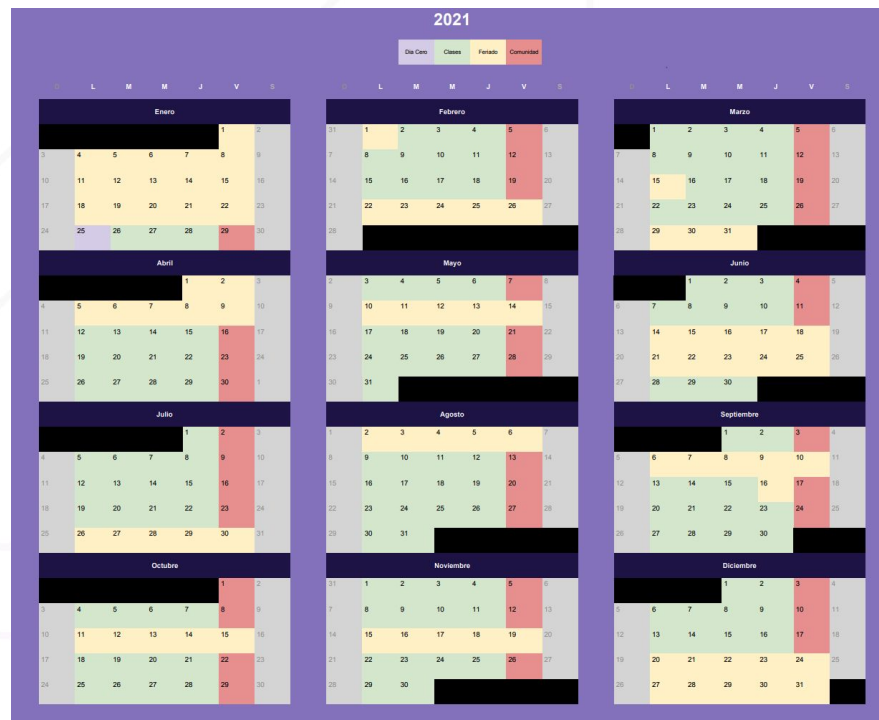 2021
Día Cero Clases Feriado Comunidad
D L M M J V S
D L M M J V S
D L M M J V S
Enero
1 2
3 4 5 6 7 8 9
10 11 12 13 14 15 16
17 18 19 20 21 22 23
24 25 26 27 28 29 30
Febrero
31 1 2 3 4 5 6
7 8 9 10 11 12 13
14 15 16 17 18 19 20
21 22 23 24 25 26 27
28
Marzo
1 2 3 4 5 6
7 8 9 10 11 12 13
14 15 16 17 18 19 20
21 22 23 24 25 26 27
28 29 30 31
Abril
1 2 3
4 5 6 7 8 9 10
11 12 13 14 15 16 17
18 19 20 21 22 23 24
25 26 27 28 29 30 1
Mayo
2 3 4 5 6 7 8
9 10 11 12 13 14 15
16 17 18 19 20 21 22
23 24 25 26 27 28 29
30 31
Junio
1 2 3 4 5
6 7 8 9 10 11 12
13 14 15 16 17 18 19
20 21 22 23 24 25 26
27 28 29 30
Julio
1 2 3
4 5 6 7 8 9 10
11 12 13 14 15 16 17
18 19 20 21 22 23 24
25 26 27 28 29 30 31
Agosto
1 2 3 4 5 6 7
8 9 10 11 12 13 14
15 16 17 18 19 20 21
22 23 24 25 26 27 28
29 30 31
Septiembre
1 2 3 4
5 6 7 8 9 10 11
12 13 14 15 16 17 18
19 20 21 22 23 24 25
26 27 28 29 30
Octubre
1 2
3 4 5 6 7 8 9
10 11 12 13 14 15 16
17 18 19 20 21 22 23
24 25 26 27 28 29 30
Noviembre
31 1 2 3 4 5 6
7 8 9 10 11 12 13
14 15 16 17 18 19 20
21 22 23 24 25 26 27
28 29 30
Diciembre
1 2 3 4
5 6 7 8 9 10 11
12 13 14 15 16 17 18
19 20 21 22 23 24 25
26 27 28 29 30 31